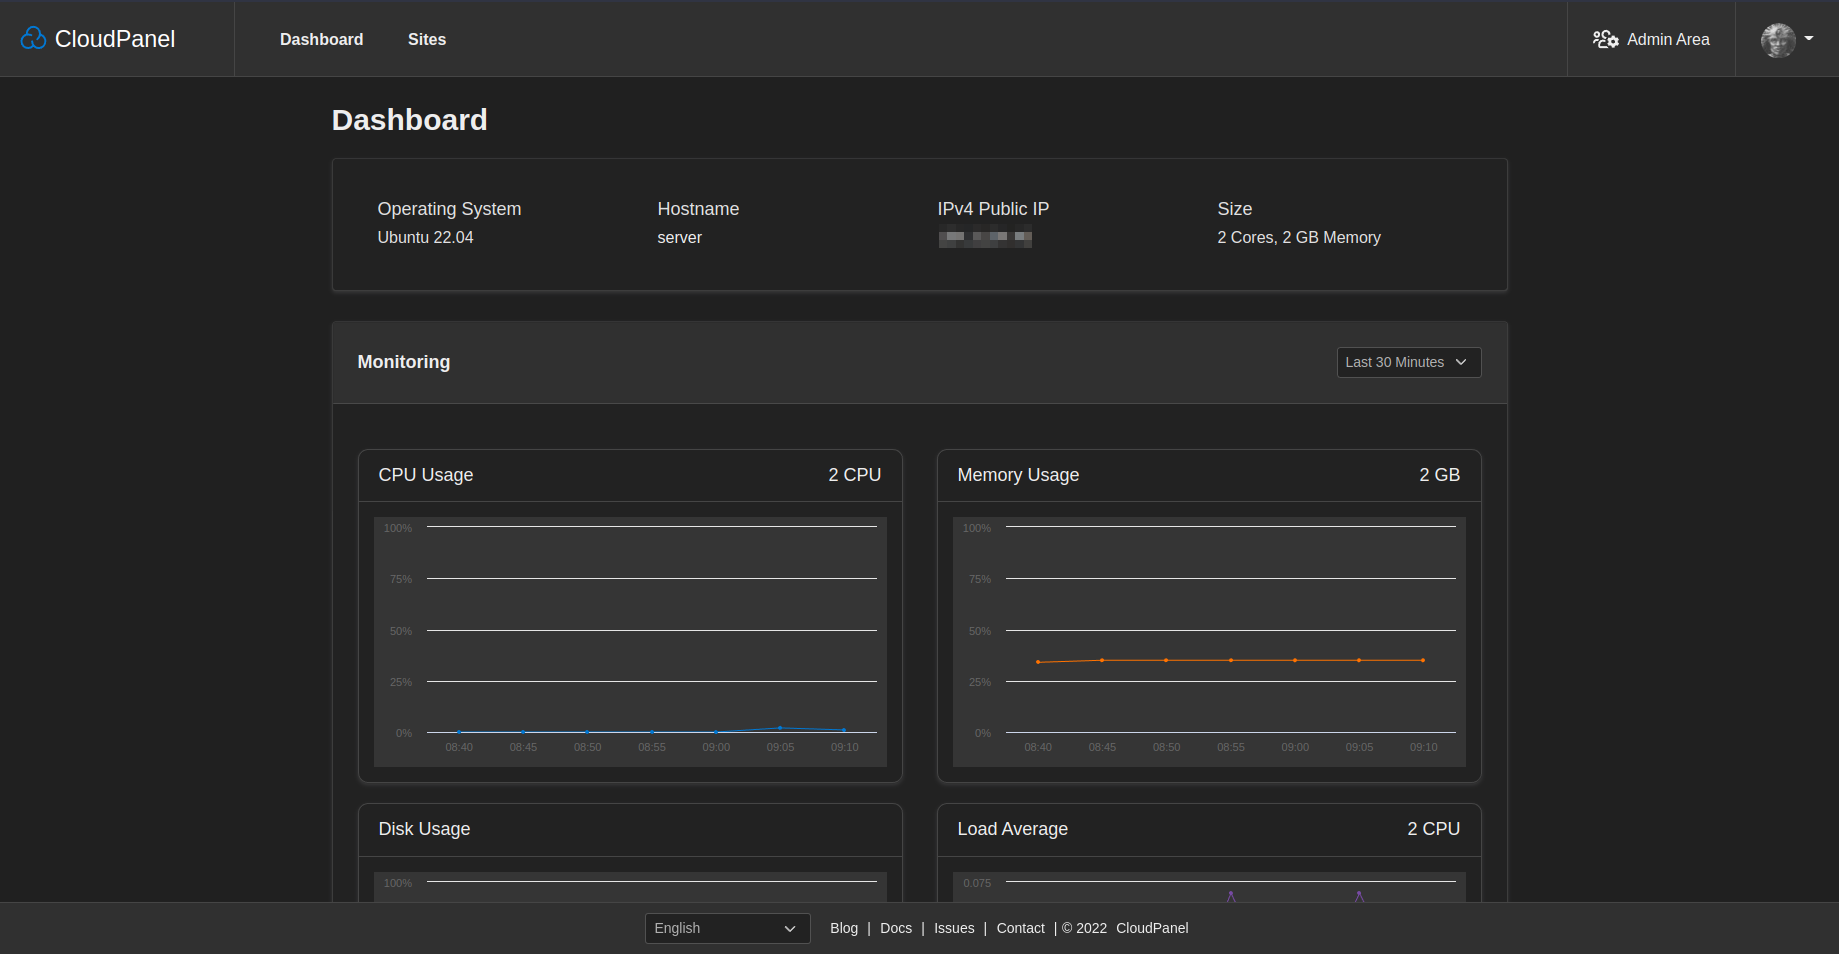 CloudPanel
Dashboard Sites
Admin Area
Dashboard
Operating System Hostname IPv4 Public IP Size
Ubuntu 22.04 server 2 Cores, 2 GB Memory
Monitoring Last 30 Minutes
CPU Usage 2 CPU
100%
75%
50%
25%
0%
08:40 08:45 08:50 08:55 09:00 09:05 09:10
Memory Usage 2 GB
100%
75%
50%
25%
0%
08:40 08:45 08:50 08:55 09:00 09:05 09:10
Disk Usage
100%
Load Average 2 CPU
0.075
English Blog | Docs | Issues | Contact | © 2022 CloudPanel